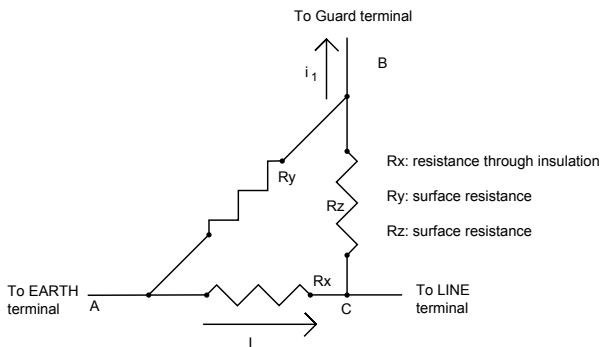 To Guard terminal
i1
B
Rx: resistance through insulation
Ry
Ry: surface resistance
Rz
Rz: surface resistance
To EARTH
terminal
A
Rx
C
To LINE
terminal
I